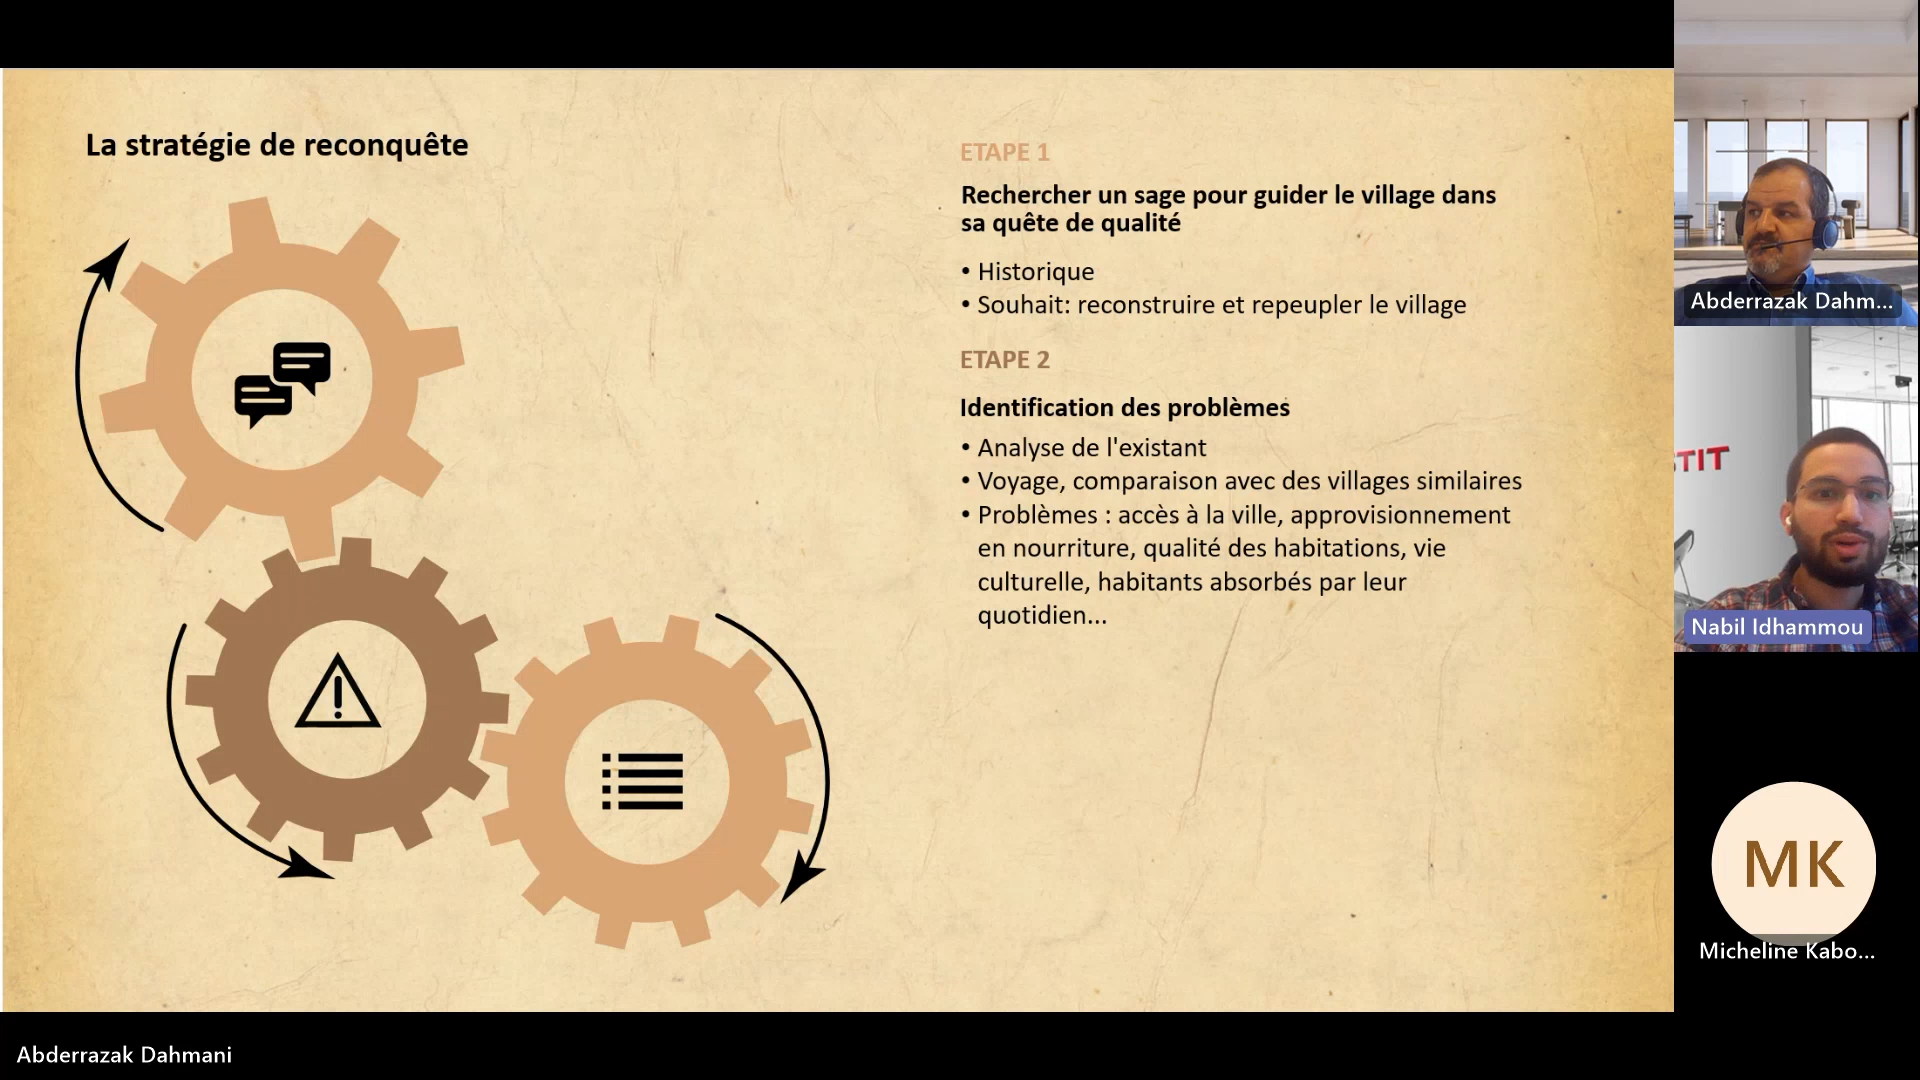 La stratégie de reconquête
ETAPE 1
Rechercher un sage pour guider le village dans
sa quête de qualité
• Historique
• Souhait: reconstruire et repeupler le village
ETAPE 2
Identification des problèmes
• Analyse de l'existant
• Voyage, comparaison avec des villages similaires
• Problèmes : accès à la ville, approvisionnement
en nourriture, qualité des habitations, vie
culturelle, habitants absorbés par leur
quotidien...
Abderrazak Dahm...
TIT
Nabil Idhammou
MK
Micheline Kabo...
Abderrazak Dahmani